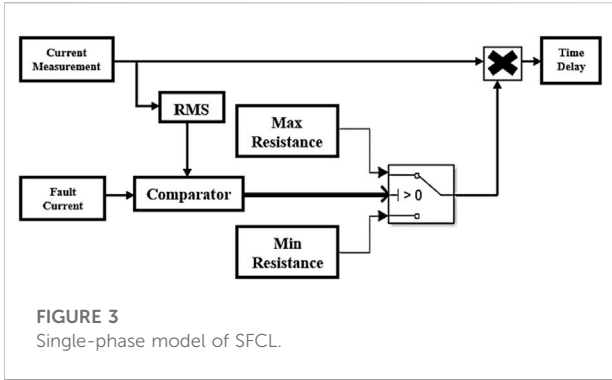 Current
Measurement
Time
Delay
RMS
Max
Resistance
Fault
Current
Comparator
> 0
Min
Resistance
FIGURE 3
Single-phase model of SFCL.